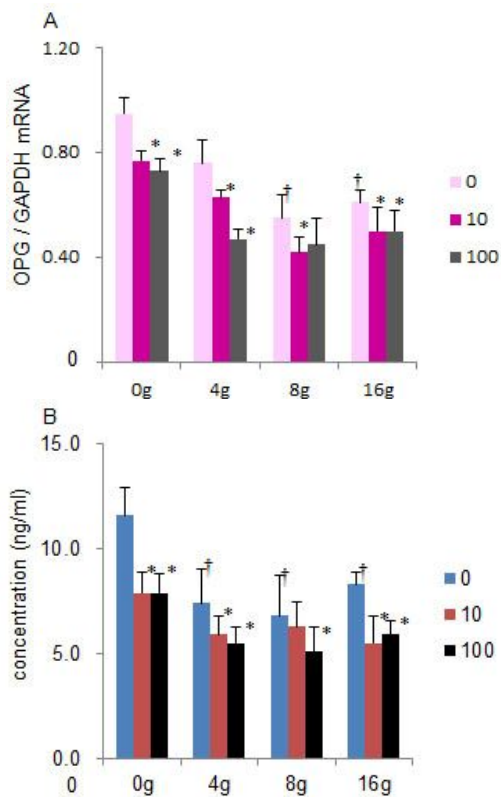 A
1.20
0.80
0.40
0
OPG / GAPDH mRNA
* *
* *
† *
† * *
0
10
100
0g 4g 8g 16g
B
15.0
10.0
5.0
0.0
0
concentration (ng/ml)
* *
† * *
† *
† * *
0
10
100
0g 4g 8g 16g